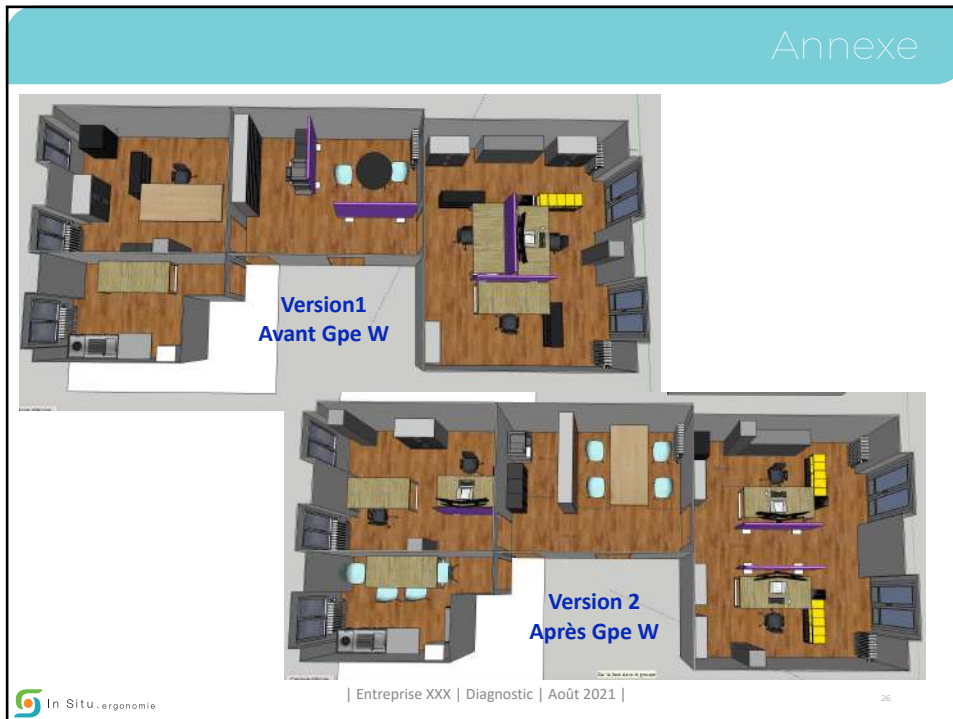 Annexe
Version1
Avant Gpe W
Version 2
Après Gpe W
In Situ.ergonomie
| Entreprise XXX | Diagnostic | Août 2021 |
26